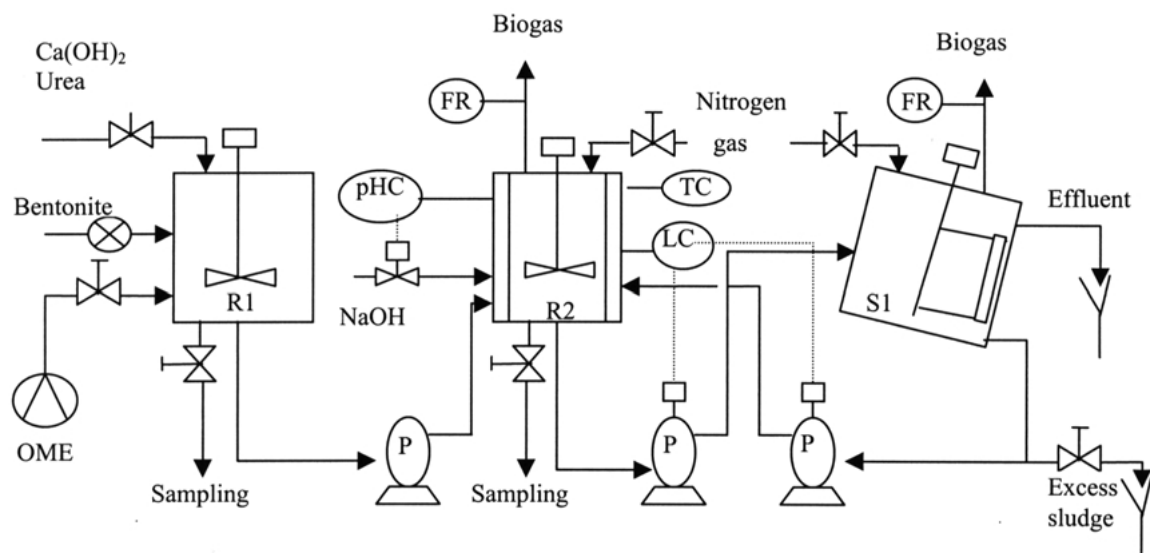 Ca(OH)₂
Urea
Biogas
FR
Nitrogen
gas
Biogas
FR
Bentonite
pHC
TC
LC
Effluent
NaOH
R1
R2
S1
OME
P
P
P
Sampling
Sampling
Excess
sludge